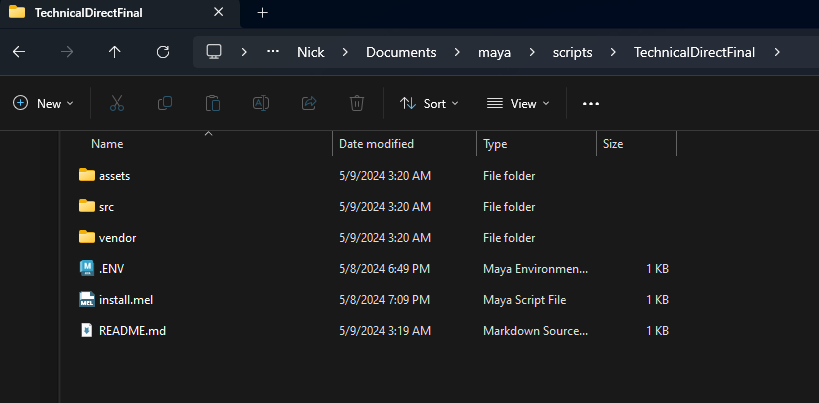 TechnicalDirectFinal
Nick Documents maya scripts TechnicalDirectFinal
New Sort View
Name Date modified Type Size
assets 5/9/2024 3:20 AM File folder
src 5/9/2024 3:20 AM File folder
vendor 5/9/2024 3:20 AM File folder
.ENV 5/8/2024 6:49 PM Maya Environmen... 1 KB
install.mel 5/8/2024 7:09 PM Maya Script File 1 KB
README.md 5/9/2024 3:19 AM Markdown Source... 1 KB